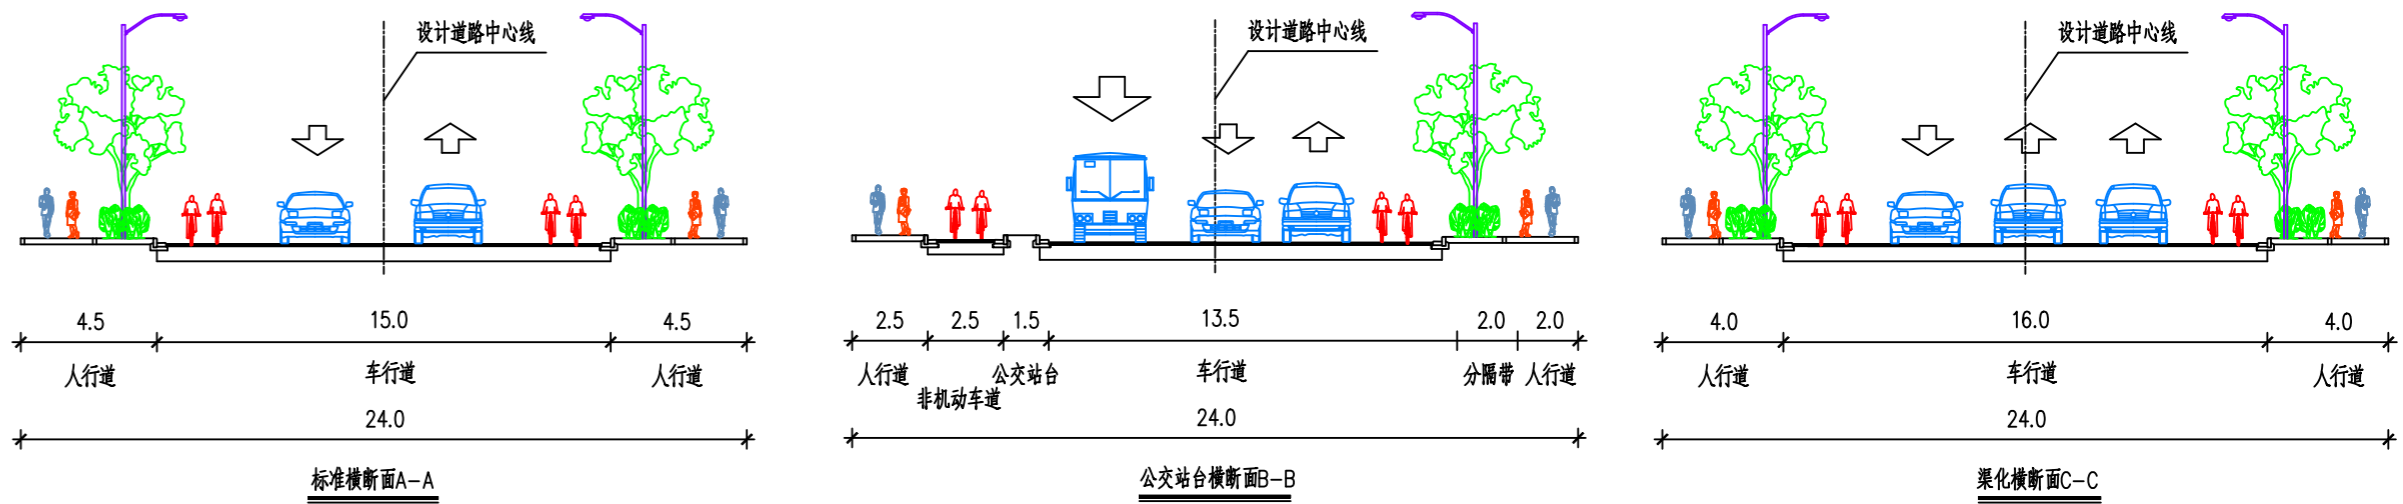 设计道路中心线
4.5
15.0
4.5
人行道
车行道
人行道
24.0
标准横断面A-A
设计道路中心线
2.5
2.5
1.5
13.5
2.0
2.0
人行道
非机动车道
公交站台
车行道
分隔带
人行道
24.0
公交站台横断面B-B
设计道路中心线
4.0
16.0
4.0
人行道
车行道
人行道
24.0
渠化横断面C-C